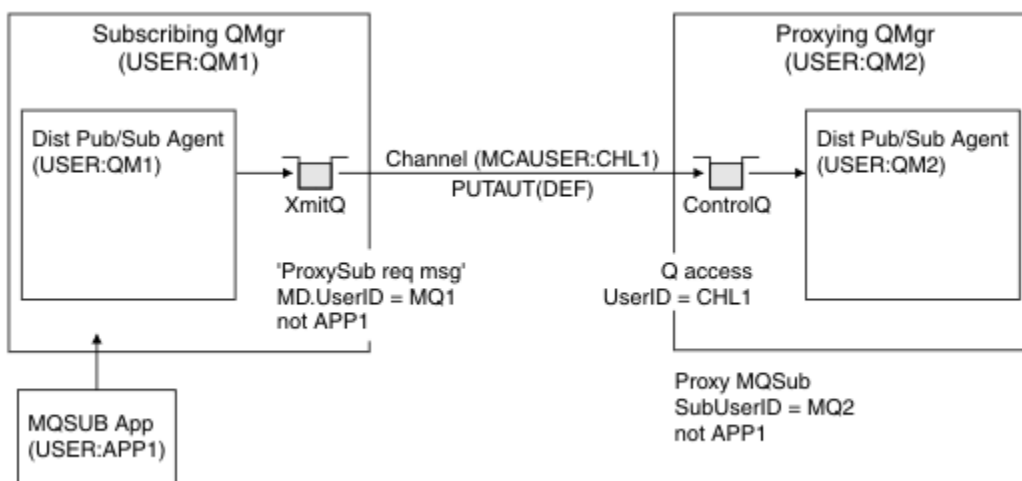 Subscribing QMgr
(USER:QM1)
Proxying QMgr
(USER:QM2)
Dist Pub/Sub Agent
(USER:QM1)
XmitQ
Channel (MCAUSER:CHL1)
PUTAUT(DEF)
ControlQ
Dist Pub/Sub Agent
(USER:QM2)
'ProxySub req msg'
MD.UserID = MQ1
not APP1
Q access
UserID = CHL1
MQSUB App
(USER:APP1)
Proxy MQSub
SubUserID = MQ2
not APP1